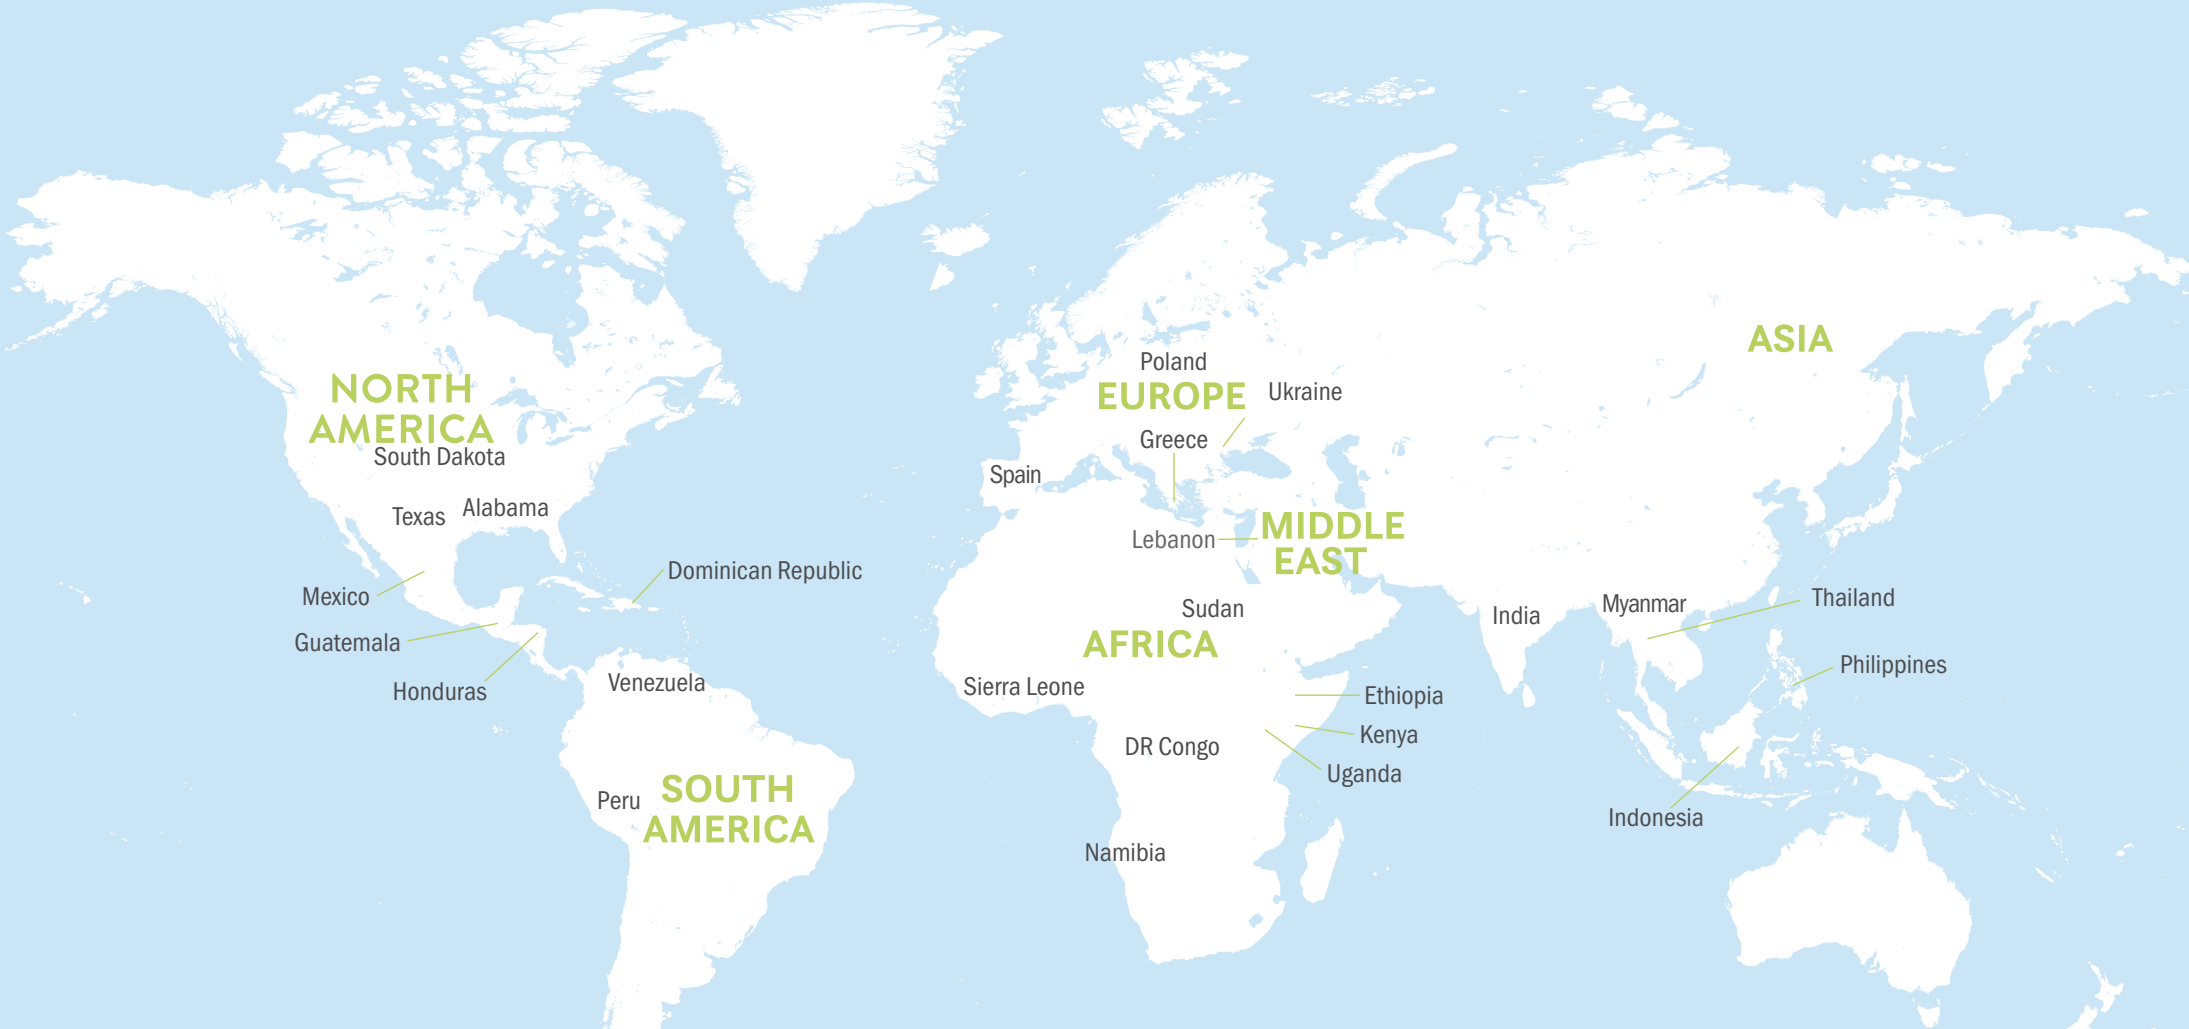 NORTH
AMERICA
South Dakota
Texas
Alabama
Mexico
Guatemala
Honduras
Dominican Republic
Venezuela
Peru
SOUTH
AMERICA
Poland
EUROPE
Ukraine
Greece
Spain
Lebanon
MIDDLE
EAST
Sudan
AFRICA
Sierra Leone
Ethiopia
Kenya
DR Congo
Uganda
Namibia
ASIA
India
Myanmar
Thailand
Philippines
Indonesia